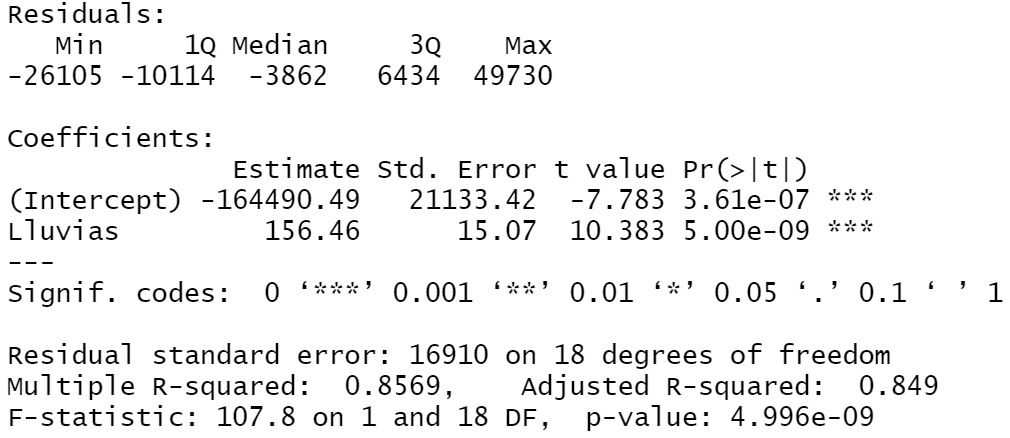 Residuals:
Min 1Q Median 3Q Max
-26105 -10114 -3862 6434 49730
Coefficients:
Estimate Std. Error t value Pr(>|t|)
(Intercept) -164490.49 21133.42 -7.783 3.61e-07 ***
Lluvias 156.46 15.07 10.383 5.00e-09 ***
---
Signif. codes: 0 ‘***’ 0.001 ‘**’ 0.01 ‘*’ 0.05 ‘.’ 0.1 ‘ ’ 1
Residual standard error: 16910 on 18 degrees of freedom
Multiple R-squared: 0.8569, Adjusted R-squared: 0.849
F-statistic: 107.8 on 1 and 18 DF, p-value: 4.996e-09